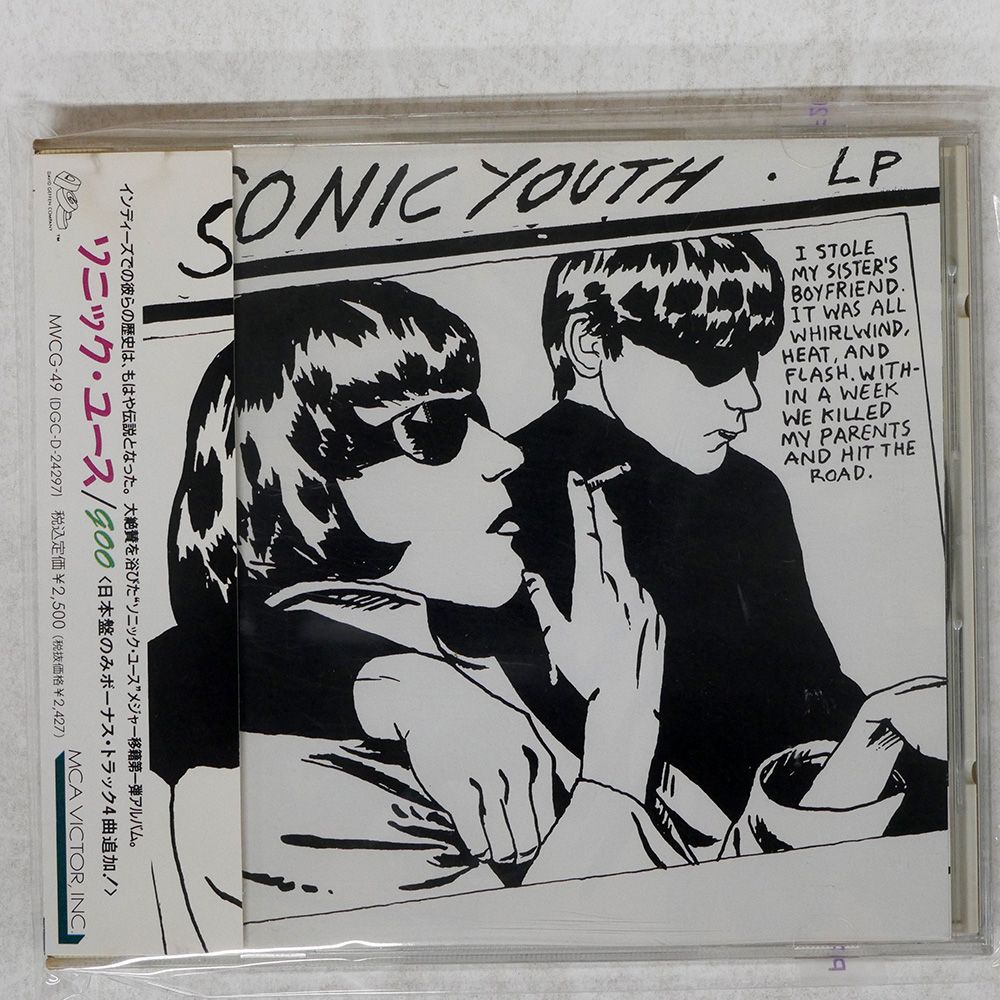 SONIC YOUTH . LP
I STOLE
MY SISTER'S
BOYFRIEND.
IT WAS ALL
WHIRLWIND,
HEAT, AND
FLASH. WITH-
IN A WEEK
WE KILLED
MY PARENTS
AND HIT THE
ROAD.
インディーズでの彼らの歴史は、もはや伝説となった。大絶賛を浴びた“ソニック・ユース”メジャー移籍第一弾アルバム。
ソニック・ユース/goo〈日本盤のみボーナス・トラック4曲追加!〉
DAVID GEFFEN COMPANY TM
MVCG-49 (DGC-D-24297) 税込定価¥2,500 (税抜価格¥2,427)
MCA VICTOR, INC.